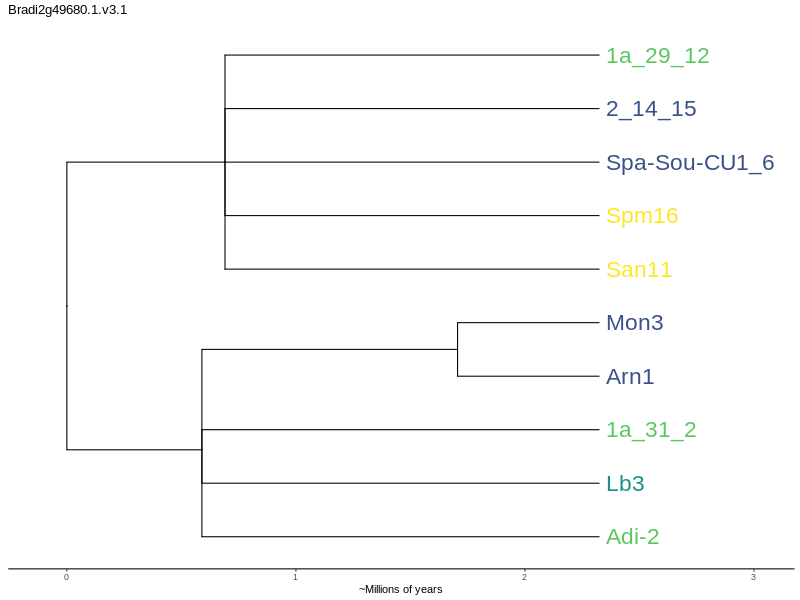 Bradi2g49680.1.v3.1
1a_29_12
2_14_15
Spa-Sou-CU1_6
Spm16
San11
Mon3
Arn1
1a_31_2
Lb3
Adi-2
0 1 2 3
~Millions of years